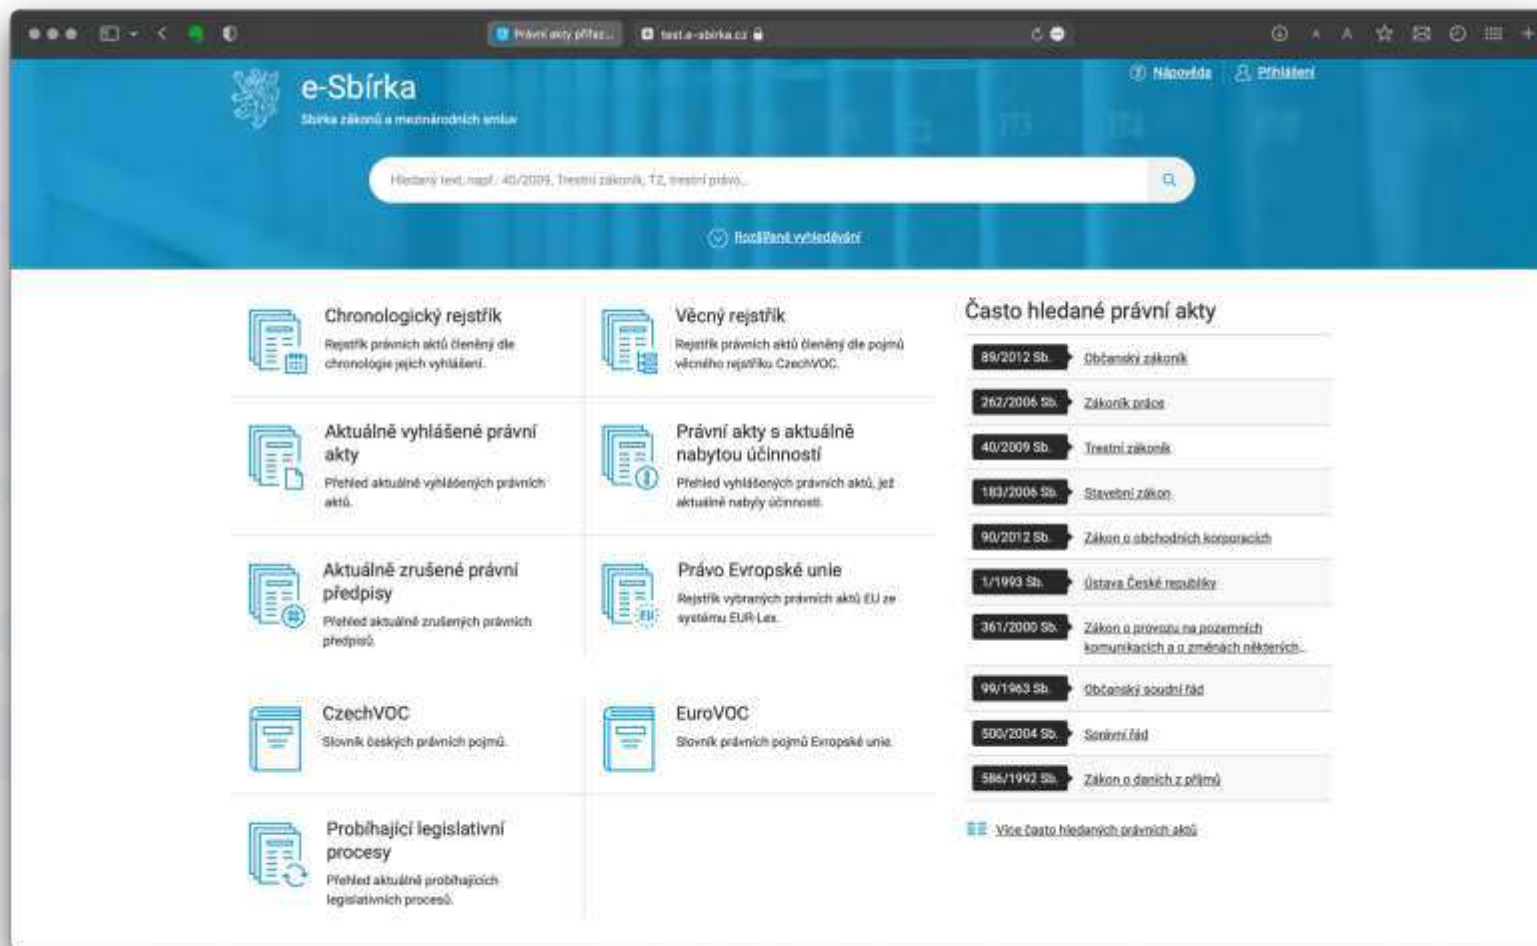 Právní akty přiřaz...
test.e-sbirka.cz
e-Sbírka
Sbírka zákonů a mezinárodních smluv
Nápověda
Přihlášení
Hledaný text, např.: 40/2009, Trestní zákoník, TZ, trestní právo...
Rozšířené vyhledávání
Chronologický rejstřík
Rejstřík právních aktů členěný dle
chronologie jejich vyhlášení.
Věcný rejstřík
Rejstřík právních aktů členěný dle pojmů
věcného rejstříku CzechVOC.
Aktuálně vyhlášené právní
akty
Přehled aktuálně vyhlášených právních
aktů.
Právní akty s aktuálně
nabytou účinností
Přehled vyhlášených právních aktů, jež
aktuálně nabyly účinnosti.
Aktuálně zrušené právní
předpisy
Přehled aktuálně zrušených právních
předpisů.
Právo Evropské unie
Rejstřík vybraných právních aktů EU ze
systému EUR-Lex.
EU
CzechVOC
Slovník českých právních pojmů.
EuroVOC
Slovník právních pojmů Evropské unie.
Probíhající legislativní
procesy
Přehled aktuálně probíhajících
legislativních procesů.
Často hledané právní akty
89/2012 Sb. Občanský zákoník
262/2006 Sb. Zákoník práce
40/2009 Sb. Trestní zákoník
183/2006 Sb. Stavební zákon
90/2012 Sb. Zákon o obchodních korporacích
1/1993 Sb. Ústava České republiky
361/2000 Sb. Zákon o provozu na pozemních
komunikacích a o změnách některých...
99/1963 Sb. Občanský soudní řád
500/2004 Sb. Správní řád
586/1992 Sb. Zákon o daních z příjmů
Více často hledaných právních aktů